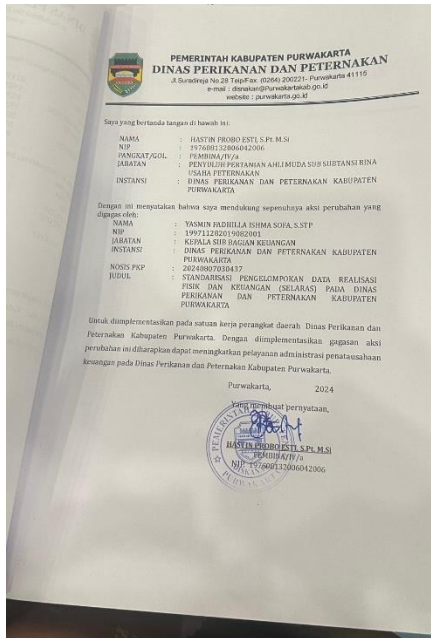 PEMERINTAH KABUPATEN PURWAKARTA
DINAS PERIKANAN DAN PETERNAKAN
Jl.Suradireja No.28 Telp/Fax. (0264) 200221- Purwakarta 41115
e-mail : disnakan@Purwakartakab.go.id
website : purwakarta.go.id
Saya yang bertanda tangan di bawah ini:
NAMA : HASTIN PROBO ESTI, S.Pt. M.Si
NIP : 197608132006042006
PANGKAT/GOL : PEMBINA/IV/a
JABATAN : PENYULUH PERTANIAN AHLI MUDA SUB SUBTANSI BINA
USAHA PETERNAKAN
INSTANSI : DINAS PERIKANAN DAN PETERNAKAN KABUPATEN
PURWAKARTA
Dengan ini menyatakan bahwa saya mendukung sepenuhnya aksi perubahan yang
digagas oleh:
NAMA : YASMIN FADHILLA ISHMA SOFA, S.STP
NIP : 199711282019082001
JABATAN : KEPALA SUB BAGIAN KEUANGAN
INSTANSI : DINAS PERIKANAN DAN PETERNAKAN KABUPATEN
PURWAKARTA
NOSIS PKP : 20240807030437
JUDUL : STANDARISASI PENGELOMPOKAN DATA REALISASI
FISIK DAN KEUANGAN (SELARAS) PADA DINAS
PERIKANAN DAN PETERNAKAN KABUPATEN
PURWAKARTA
Untuk diimplementasikan pada satuan kerja perangkat daerah Dinas Perikanan dan
Peternakan Kabupaten Purwakarta. Dengan diimplementasikan gagasan aksi
perubahan ini diharapkan dapat meningkatkan pelayanan administrasi penatausahaan
keuangan pada Dinas Perikanan dan Peternakan Kabupaten Purwakarta.
Purwakarta, 2024
Yang membuat pernyataan,
HASTIN PROBO ESTI, S.Pt, M.Si
PEMBINA/IV/a
NIP. 197608132006042006
PEMERINTAH
PURWAKARTA